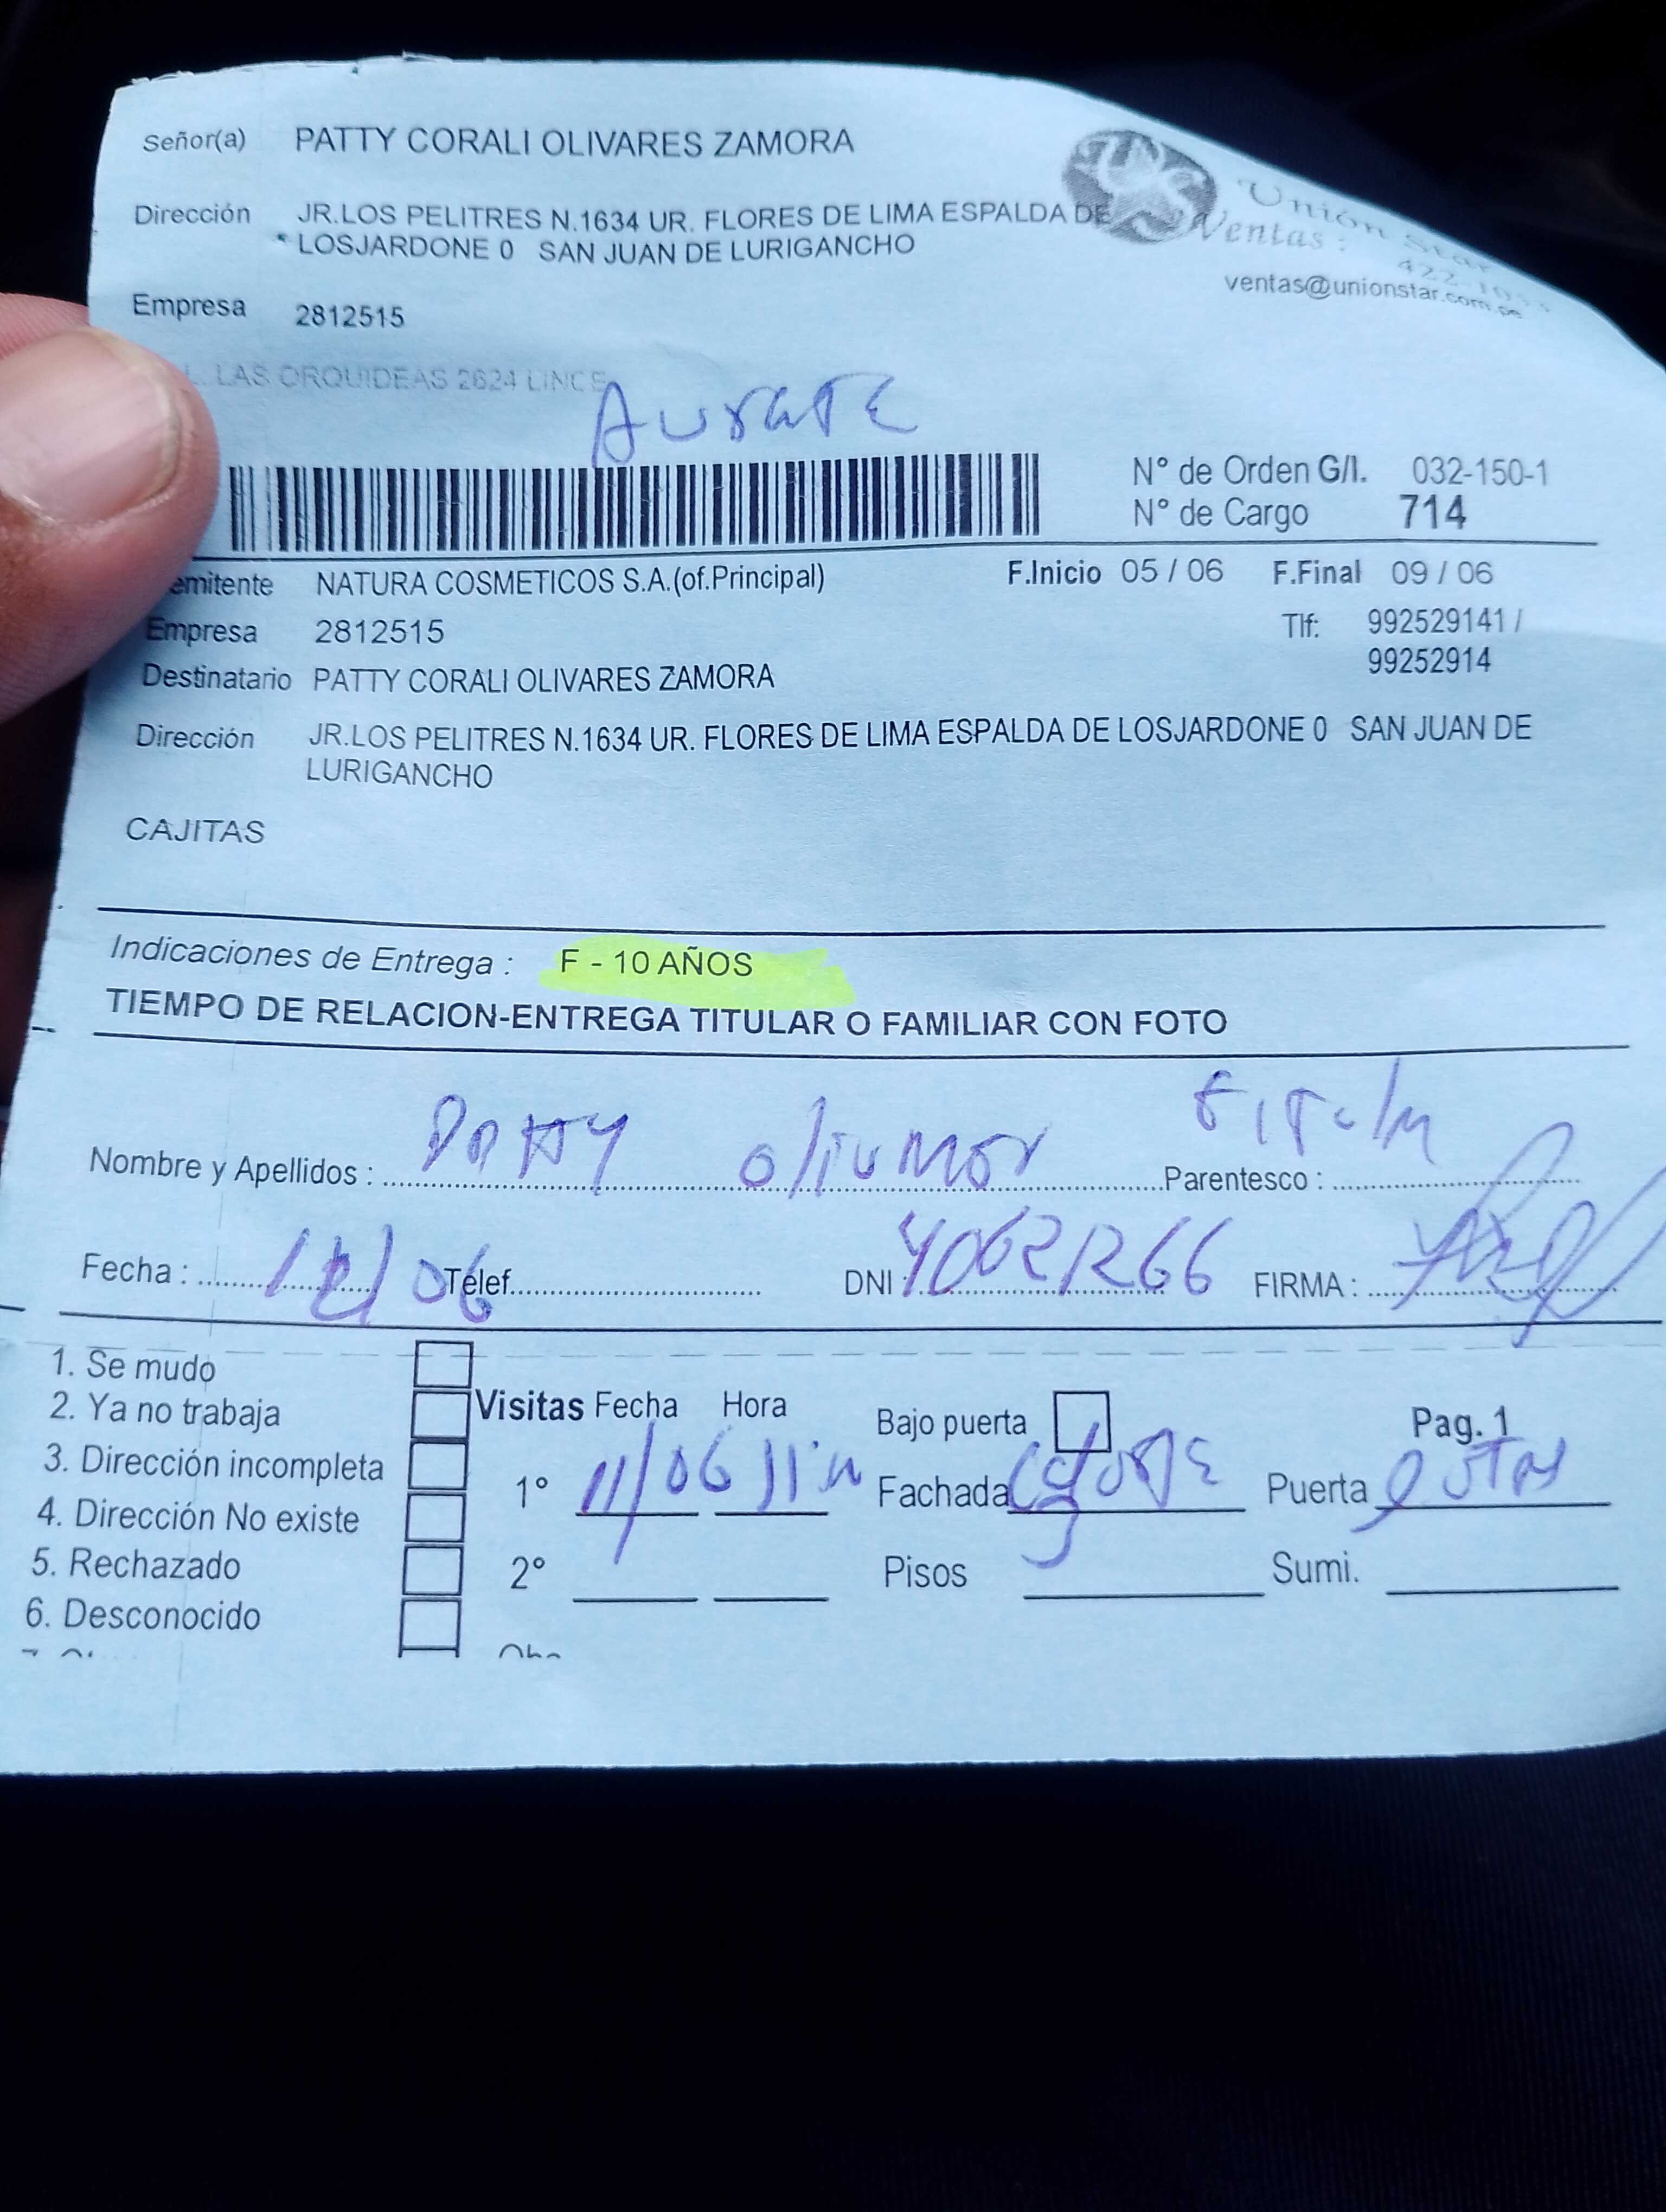 Señor(a) PATTY CORALI OLIVARES ZAMORA
Dirección JR.LOS PELITRES N.1634 UR. FLORES DE LIMA ESPALDA DE
LOSJARDONE 0 SAN JUAN DE LURIGANCHO
Unión Star
Ventas :
ventas@unionstar.com.pe
Empresa 2812515
LAS ORQUIDEAS 2624 LINCE
N° de Orden G/I. 032-150-1
N° de Cargo 714
emitente NATURA COSMETICOS S.A.(of.Principal) F.Inicio 05 / 06 F.Final 09 / 06
Empresa 2812515 Tlf: 992529141 /
99252914
Destinatario PATTY CORALI OLIVARES ZAMORA
Dirección JR.LOS PELITRES N.1634 UR. FLORES DE LIMA ESPALDA DE LOSJARDONE 0 SAN JUAN DE
LURIGANCHO
CAJITAS
Indicaciones de Entrega : F - 10 AÑOS
TIEMPO DE RELACION-ENTREGA TITULAR O FAMILIAR CON FOTO
Nombre y Apellidos : Patty Parentesco :
Fecha : Telef. DNI : FIRMA :
1. Se mudo
2. Ya no trabaja
3. Dirección incompleta
4. Dirección No existe
5. Rechazado
6. Desconocido
Visitas Fecha Hora
1° 11/06
2°
Bajo puerta
Fachada
Pisos 3
Pag. 1
Puerta
Sumi.